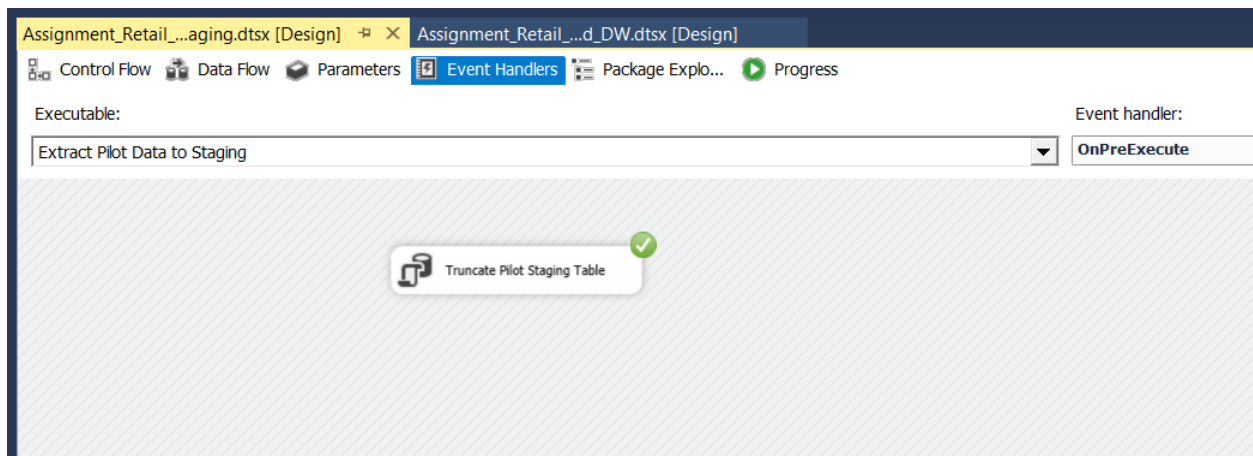 Assignment_Retail_...aging.dtsx [Design] Assignment_Retail_...d_DW.dtsx [Design]
Control Flow Data Flow Parameters Event Handlers Package Explo... Progress
Executable: Event handler:
Extract Pilot Data to Staging OnPreExecute
Truncate Pilot Staging Table